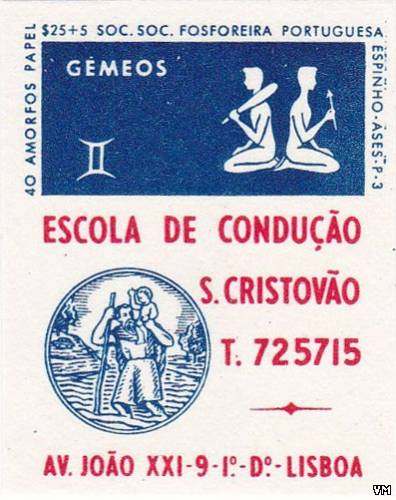 $25+5 SOC. SOC. FOSFOREIRA PORTUGUESA
40 AMORFOS PAPEL
ESPINHO-ASES-P-3
GÉMEOS
ESCOLA DE CONDUÇÃO
S. CRISTOVÃO
T. 725715
AV. JOÃO XXI-9-1º.-Dº.-LISBOA
VM